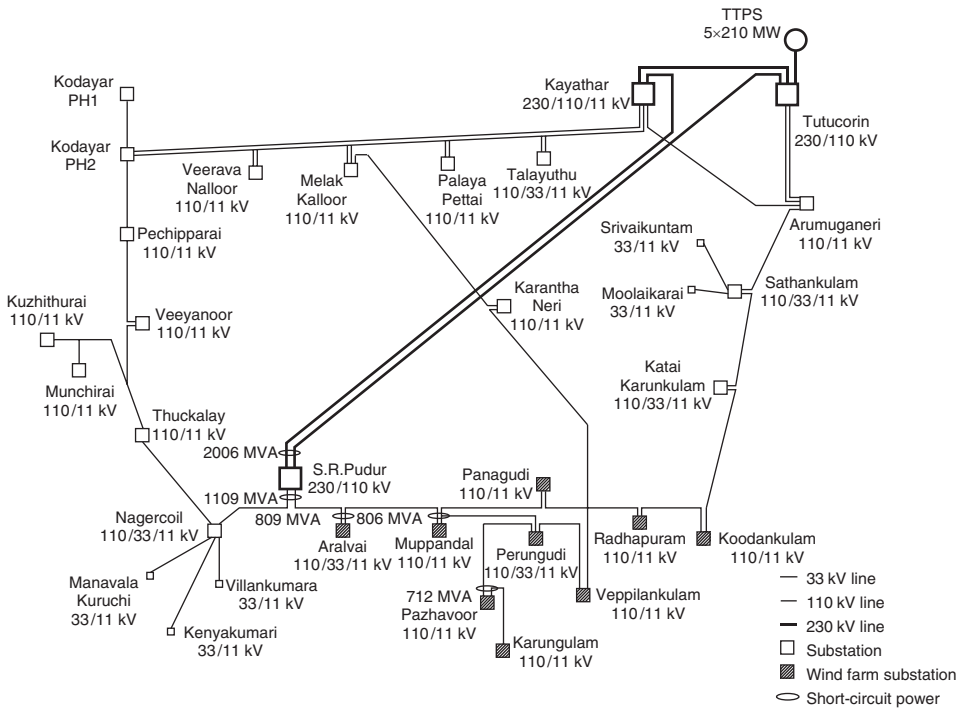 TTPS
5×210 MW
Kodayar
PH1
Kayathar
230/110/11 kV
Tutucorin
230/110 kV
Kodayar
PH2
Veerava
Nalloor
110/11 kV
Melak
Kalloor
110/11 kV
Palaya
Pettai
110/11 kV
Talayuthu
110/33/11 kV
Arumuganeri
110/11 kV
Pechipparai
110/11 kV
Srivaikuntam
33/11 kV
Sathankulam
110/33/11 kV
Moolaikarai
33/11 kV
Kuzhithurai
110/11 kV
Veeyanoor
110/11 kV
Karantha
Neri
110/11 kV
Munchirai
110/11 kV
Katai
Karunkulam
110/33/11 kV
Thuckalay
110/11 kV
2006 MVA
S.R.Pudur
230/110 kV
1109 MVA
809 MVA
806 MVA
Panagudi
110/11 kV
Nagercoil
110/33/11 kV
Aralvai
110/33/11 kV
Muppandal
110/11 kV
Perungudi
110/33/11 kV
Radhapuram
110/11 kV
Koodankulam
110/11 kV
Manavala
Kuruchi
33/11 kV
Villankumara
33/11 kV
Kenyakumari
33/11 kV
712 MVA
Pazhavoor
110/11 kV
Veppilankulam
110/11 kV
Karungulam
110/11 kV
33 kV line
110 kV line
230 kV line
Substation
Wind farm substation
Short-circuit power